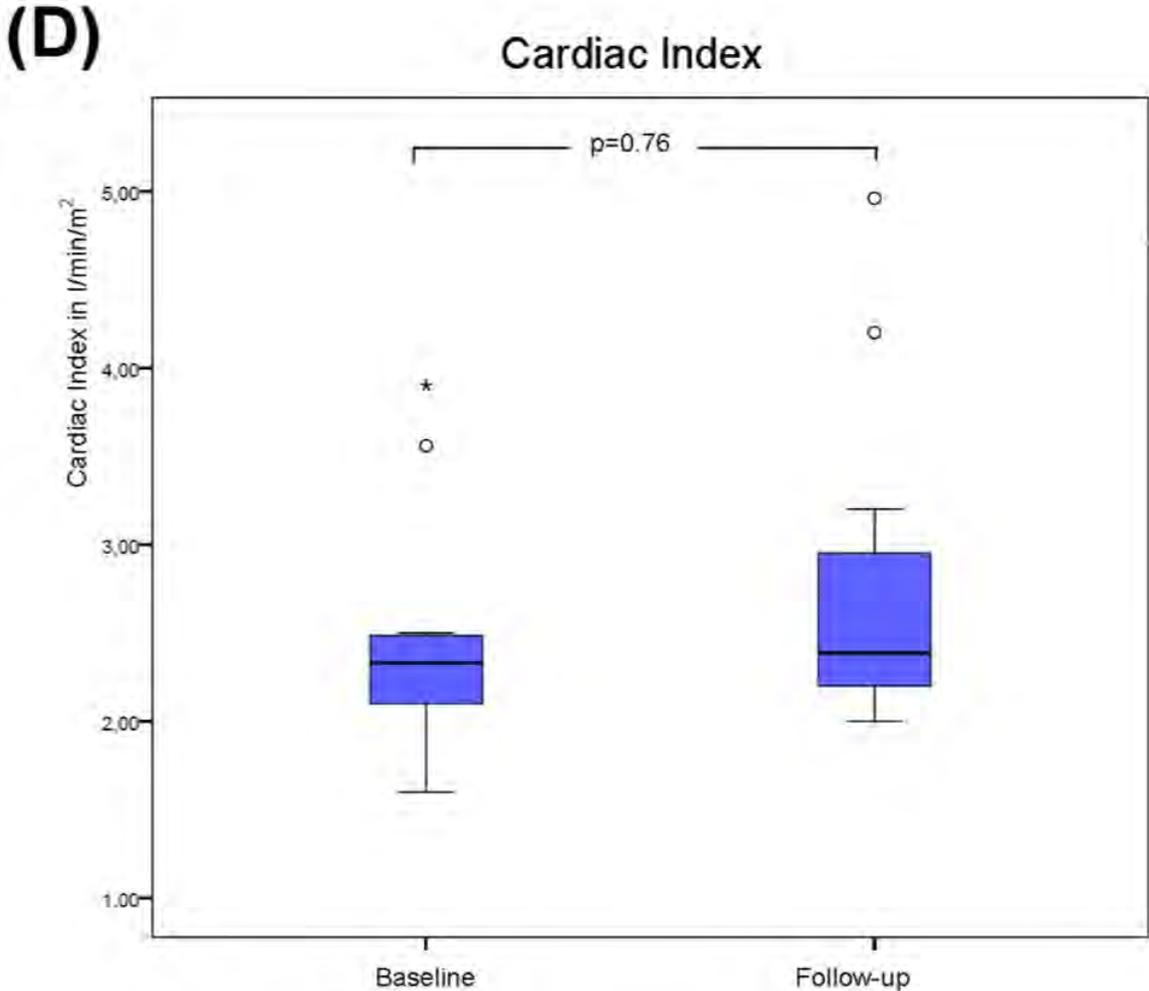 (D)
Cardiac Index
p=0.76
Cardiac Index in l/min/m²
5,00
4,00
3,00
2,00
1,00
Baseline
Follow-up